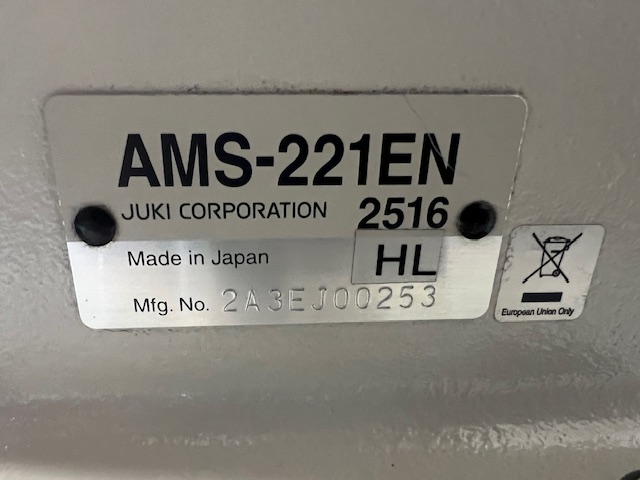 AMS-221EN
JUKI CORPORATION 2516
Made in Japan HL
Mfg. No. 2A3EJ00253
European Union Only